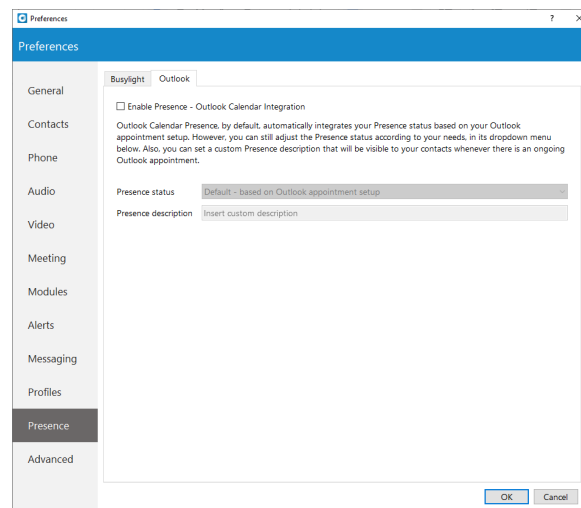 Preferences
?
Preferences
General
Contacts
Phone
Audio
Video
Meeting
Modules
Alerts
Messaging
Profiles
Presence
Advanced
Busylight Outlook
Enable Presence - Outlook Calendar Integration
Outlook Calendar Presence, by default, automatically integrates your Presence status based on your Outlook
appointment setup. However, you can still adjust the Presence status according to your needs, in its dropdown menu
below. Also, you can set a custom Presence description that will be visible to your contacts whenever there is an ongoing
Outlook appointment.
Presence status Default - based on Outlook appointment setup
Presence description Insert custom description
OK Cancel